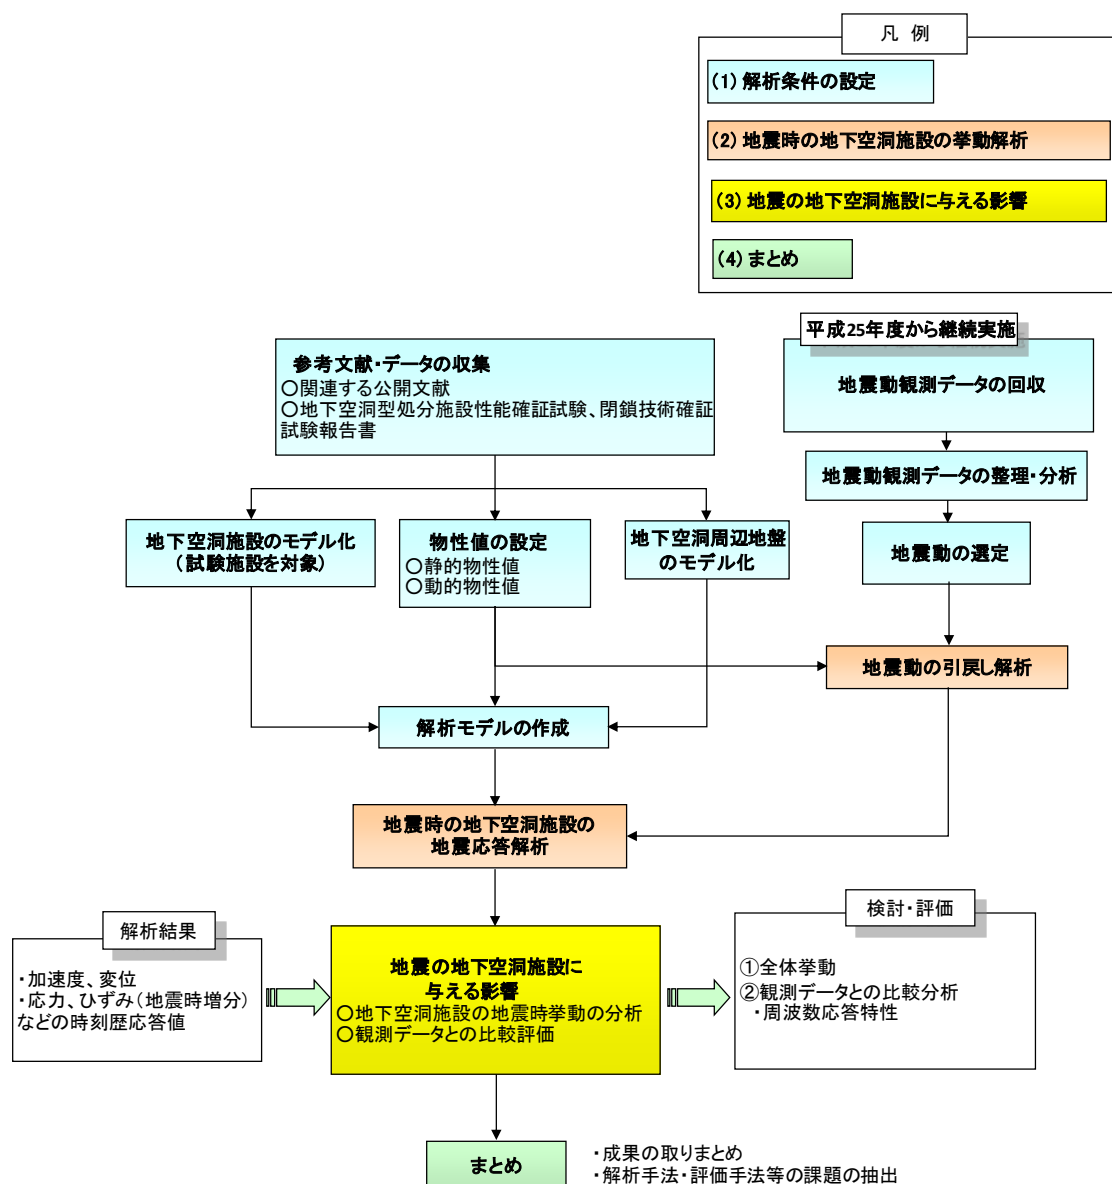 凡 例
(1) 解析条件の設定
(2) 地震時の地下空洞施設の挙動解析
(3) 地震の地下空洞施設に与える影響
(4) まとめ
平成25年度から継続実施
地震動観測データの回収
参考文献・データの収集
○関連する公開文献
○地下空洞型処分施設性能確証試験、閉鎖技術確証
試験報告書
地震動観測データの整理・分析
地下空洞施設のモデル化
（試験施設を対象）
物性値の設定
○静的物性値
○動的物性値
地下空洞周辺地盤
のモデル化
地震動の選定
地震動の引戻し解析
解析モデルの作成
地震時の地下空洞施設の
地震応答解析
解析結果
・加速度、変位
・応力、ひずみ（地震時増分）
などの時刻歴応答値
地震の地下空洞施設に
与える影響
○地下空洞施設の地震時挙動の分析
○観測データとの比較評価
検討・評価
①全体挙動
②観測データとの比較分析
・周波数応答特性
まとめ
・成果の取りまとめ
・解析手法・評価手法等の課題の抽出